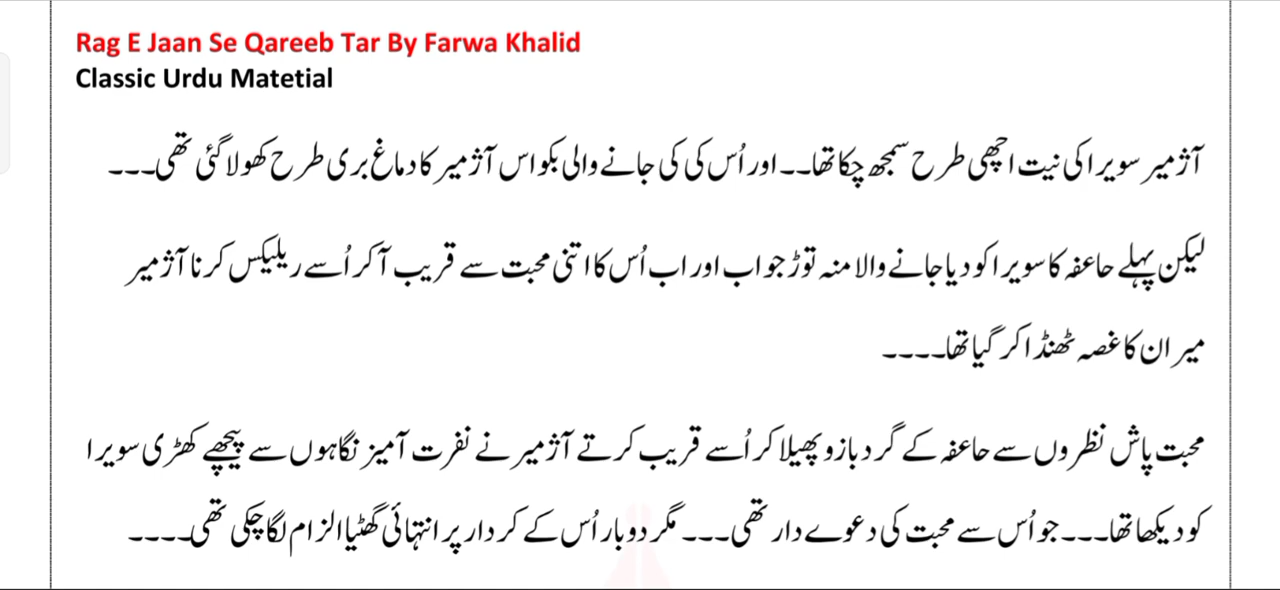 Rag E Jaan Se Qareeb Tar By Farwa Khalid
Classic Urdu Matetial
آژمیر سویرا کی نیت اچھی طرح سمجھ چکا تھا۔۔ اور اُس کی کی جانے والی بکواس آژمیر کا دماغ بری طرح کھولا گئی تھی۔۔۔
لیکن پہلے حاعفہ کا سویرا کو دیا جانے والا منہ توڑ جواب اور اب اُس کا اتنی محبت سے قریب آ کر اُسے ریلیکس کرنا آژمیر
میران کا غصہ ٹھنڈا کر گیا تھا۔۔۔۔
محبت پاش نظروں سے حاعفہ کے گرد بازو پھیلا کر اُسے قریب کرتے آژمیر نے نفرت آمیز نگاہوں سے پیچھے کھڑی سویرا
کو دیکھا تھا۔۔۔ جو اُس سے محبت کی دعوے دار تھی۔۔۔ مگر دو بار اُس کے کردار پر انتہائی گھٹیا الزام لگا چکی تھی۔۔۔۔